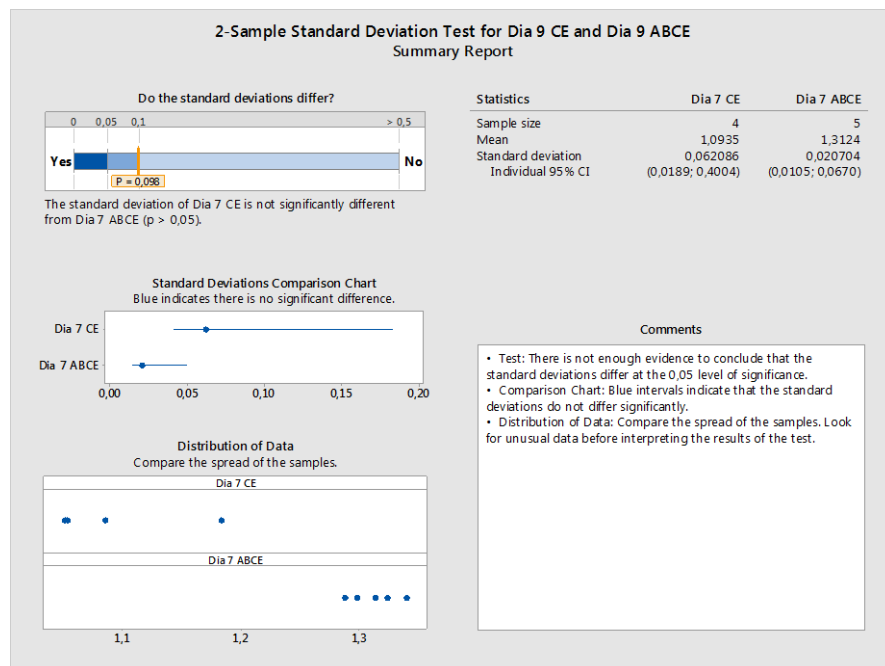 2-Sample Standard Deviation Test for Dia 9 CE and Dia 9 ABCE
Summary Report
Do the standard deviations differ?
0 0,05 0,1 > 0,5
Yes No
P = 0,098
The standard deviation of Dia 7 CE is not significantly different
from Dia 7 ABCE (p > 0,05).
Statistics Dia 7 CE Dia 7 ABCE
Sample size 4 5
Mean 1,0935 1,3124
Standard deviation 0,062086 0,020704
Individual 95% CI (0,0189; 0,4004) (0,0105; 0,0670)
Standard Deviations Comparison Chart
Blue indicates there is no significant difference.
Dia 7 CE
Dia 7 ABCE
0,00 0,05 0,10 0,15 0,20
Distribution of Data
Compare the spread of the samples.
Dia 7 CE
Dia 7 ABCE
1,1 1,2 1,3
Comments
• Test: There is not enough evidence to conclude that the
standard deviations differ at the 0,05 level of significance.
• Comparison Chart: Blue intervals indicate that the standard
deviations do not differ significantly.
• Distribution of Data: Compare the spread of the samples. Look
for unusual data before interpreting the results of the test.